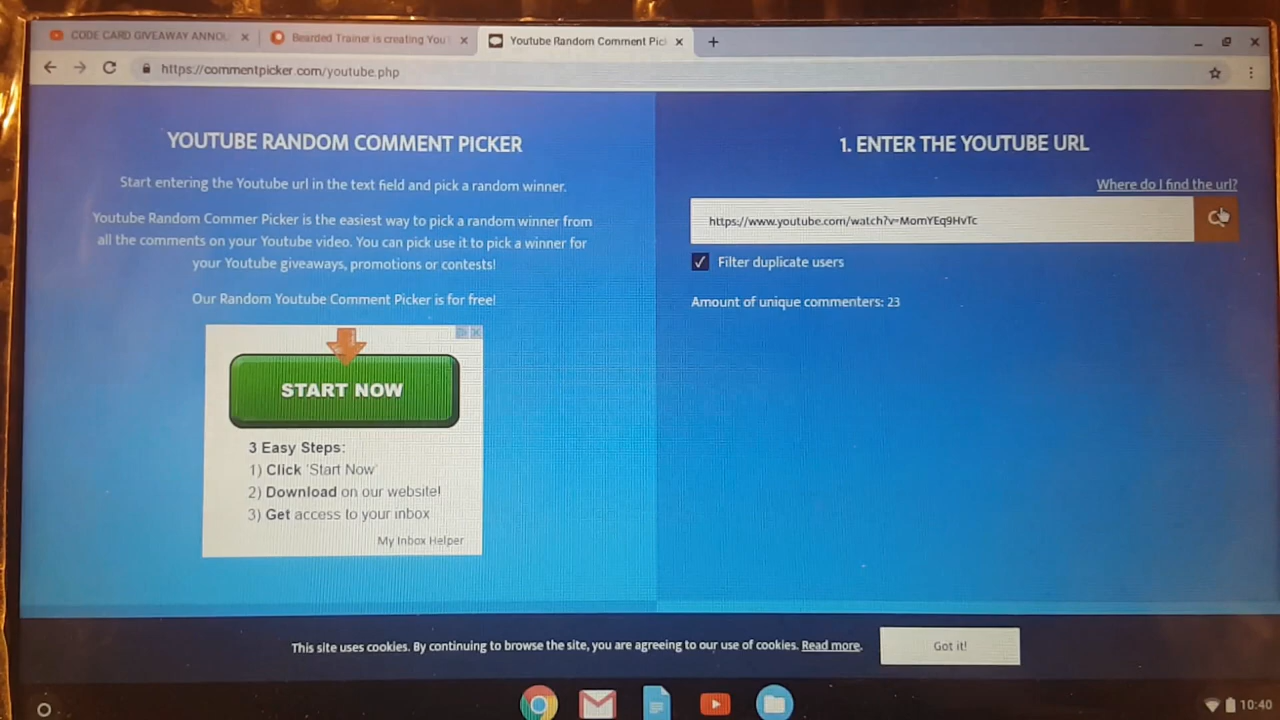 CODE CARD GIVEAWAY ANNOU
Bearded Trainer is creating You
Youtube Random Comment Pic
https://commentpicker.com/youtube.php
YOUTUBE RANDOM COMMENT PICKER
Start entering the Youtube url in the text field and pick a random winner.
Youtube Random Commer Picker is the easiest way to pick a random winner from
all the comments on your Youtube video. You can pick use it to pick a winner for
your Youtube giveaways, promotions or contests!
Our Random Youtube Comment Picker is for free!
START NOW
3 Easy Steps:
1) Click 'Start Now'
2) Download on our website!
3) Get access to your inbox
My Inbox Helper
1. ENTER THE YOUTUBE URL
Where do I find the url?
https://www.youtube.com/watch?v=MomYEq9HvTc
Filter duplicate users
Amount of unique commenters: 23
This site uses cookies. By continuing to browse the site, you are agreeing to our use of cookies. Read more.
Got it!
10:40